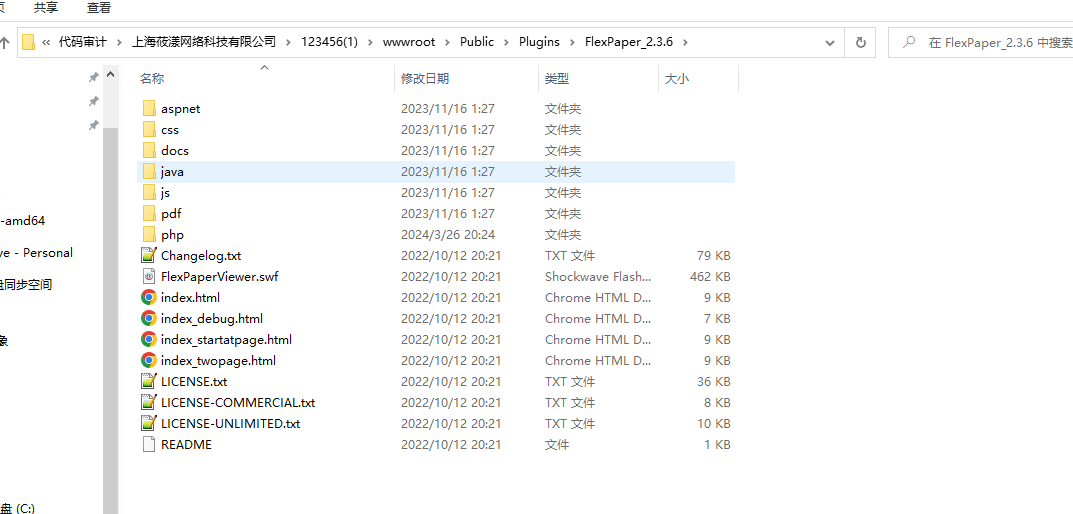 共享 查看
« 代码审计 › 上海莜漾网络科技有限公司 › 123456(1) › wwwroot › Public › Plugins › FlexPaper_2.3.6 › 在 FlexPaper_2.3.6 中搜索
名称 修改日期 类型 大小
aspnet 2023/11/16 1:27 文件夹
css 2023/11/16 1:27 文件夹
docs 2023/11/16 1:27 文件夹
java 2023/11/16 1:27 文件夹
js 2023/11/16 1:27 文件夹
pdf 2023/11/16 1:27 文件夹
-amd64
php 2024/3/26 20:24 文件夹
ve - Personal
Changelog.txt 2022/10/12 20:21 TXT 文件 79 KB
FlexPaperViewer.swf 2022/10/12 20:21 Shockwave Flash... 462 KB
盘同步空间
index.html 2022/10/12 20:21 Chrome HTML D... 9 KB
index_debug.html 2022/10/12 20:21 Chrome HTML D... 7 KB
index_startatpage.html 2022/10/12 20:21 Chrome HTML D... 9 KB
象
index_twopage.html 2022/10/12 20:21 Chrome HTML D... 9 KB
LICENSE.txt 2022/10/12 20:21 TXT 文件 36 KB
LICENSE-COMMERCIAL.txt 2022/10/12 20:21 TXT 文件 8 KB
LICENSE-UNLIMITED.txt 2022/10/12 20:21 TXT 文件 10 KB
README 2022/10/12 20:21 文件 1 KB
盘 (C:)